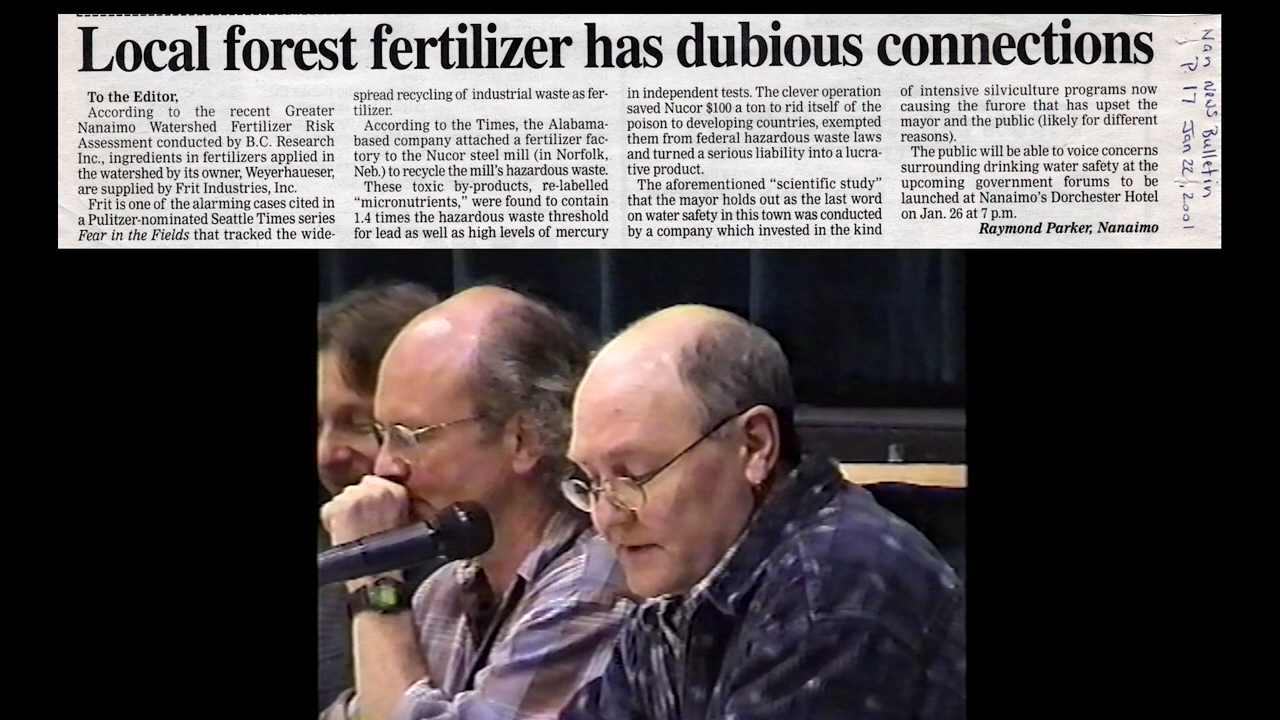 Local forest fertilizer has dubious connections
To the Editor,
According to the recent Greater
Nanaimo Watershed Fertilizer Risk
Assessment conducted by B.C. Research
Inc., ingredients in fertilizers applied in
the watershed by its owner, Weyerhaueser,
are supplied by Frit Industries, Inc.
Frit is one of the alarming cases cited in
a Pulitzer-nominated Seattle Times series
Fear in the Fields that tracked the wide-
spread recycling of industrial waste as fer-
tilizer.
According to the Times, the Alabama-
based company attached a fertilizer fac-
tory to the Nucor steel mill (in Norfolk,
Neb.) to recycle the mill's hazardous waste.
These toxic by-products, re-labelled
“micronutrients,” were found to contain
1.4 times the hazardous waste threshold
for lead as well as high levels of mercury
in independent tests. The clever operation
saved Nucor $100 a ton to rid itself of the
poison to developing countries, exempted
them from federal hazardous waste laws
and turned a serious liability into a lucra-
tive product.
The aforementioned “scientific study”
that the mayor holds out as the last word
on water safety in this town was conducted
by a company which invested in the kind
of intensive silviculture programs now
causing the furore that has upset the
mayor and the public (likely for different
reasons).
The public will be able to voice concerns
surrounding drinking water safety at the
upcoming government forums to be
launched at Nanaimo's Dorchester Hotel
on Jan. 26 at 7 p.m.
Raymond Parker, Nanaimo
Nan News Bulletin
P. 17 Jan 22, 2001